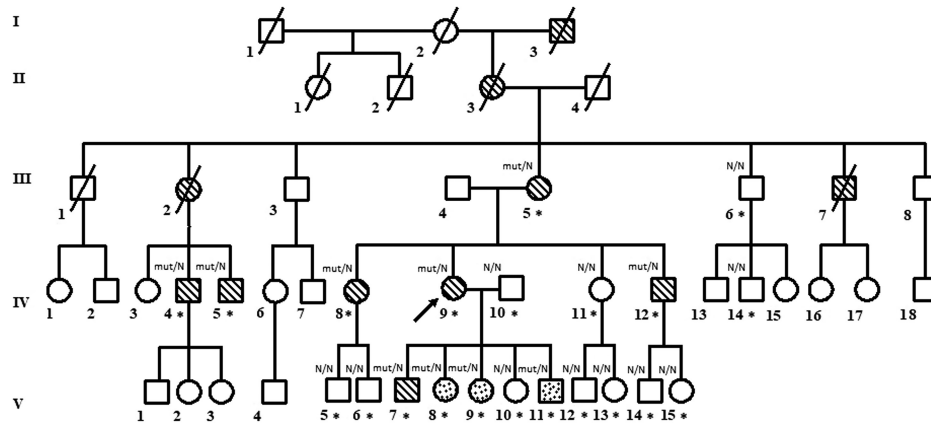 I
1 2 3
II
1 2 3 4
mut/N N/N
III
1 2 3 4 5 * 6 * 7 8
mut/N mut/N mut/N mut/N N/N N/N mut/N N/N
IV
1 2 3 4 * 5 * 6 7 8 * 9 * 10 * 11 * 12 * 13 14 * 15 16 17 18
N/N N/N mut/N mut/N mut/N N/N mut/N N/N N/N N/N N/N
V
1 2 3 4 5 * 6 * 7 * 8 * 9 * 10 * 11 * 12 * 13 * 14 * 15 *